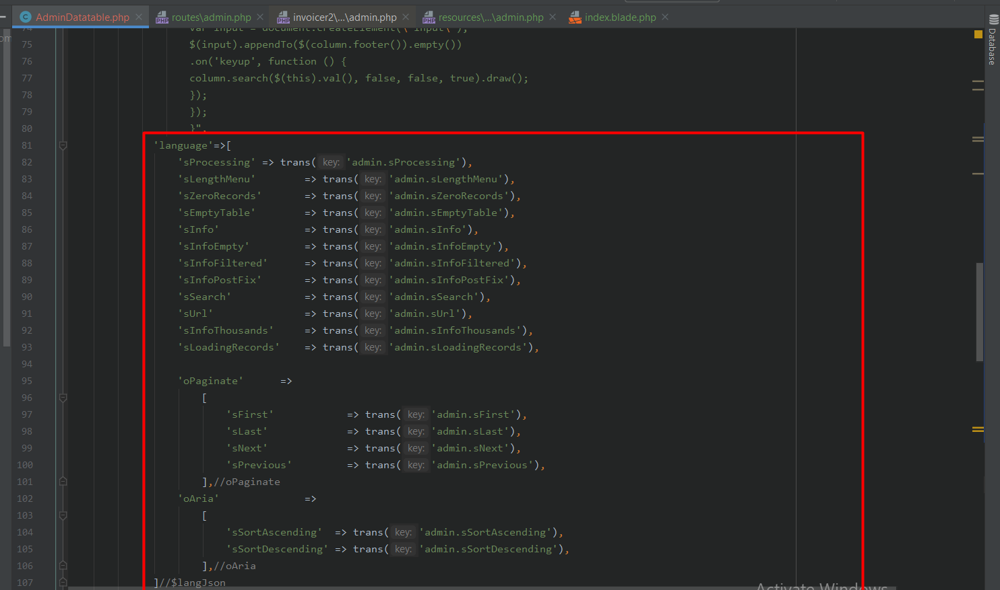 AdminDatatable.php
routes\admin.php
invoicer2\...\admin.php
resources\...\admin.php
index.blade.php
Database
om
74 var input = document.createElement(\"input\");
75 $(input).appendTo($(column.footer()).empty())
76 .on('keyup', function () {
77 column.search($(this).val(), false, false, true).draw();
78 });
79 });
80 }",
81 'language'=>[
82 'sProcessing' => trans( key: 'admin.sProcessing'),
83 'sLengthMenu' => trans( key: 'admin.sLengthMenu'),
84 'sZeroRecords' => trans( key: 'admin.sZeroRecords'),
85 'sEmptyTable' => trans( key: 'admin.sEmptyTable'),
86 'sInfo' => trans( key: 'admin.sInfo'),
87 'sInfoEmpty' => trans( key: 'admin.sInfoEmpty'),
88 'sInfoFiltered' => trans( key: 'admin.sInfoFiltered'),
89 'sInfoPostFix' => trans( key: 'admin.sInfoPostFix'),
90 'sSearch' => trans( key: 'admin.sSearch'),
91 'sUrl' => trans( key: 'admin.sUrl'),
92 'sInfoThousands' => trans( key: 'admin.sInfoThousands'),
93 'sLoadingRecords' => trans( key: 'admin.sLoadingRecords'),
94
95 'oPaginate' =>
96 [
97 'sFirst' => trans( key: 'admin.sFirst'),
98 'sLast' => trans( key: 'admin.sLast'),
99 'sNext' => trans( key: 'admin.sNext'),
100 'sPrevious' => trans( key: 'admin.sPrevious'),
101 ],//oPaginate
102 'oAria' =>
103 [
104 'sSortAscending' => trans( key: 'admin.sSortAscending'),
105 'sSortDescending' => trans( key: 'admin.sSortDescending'),
106 ],//oAria
107 ]//$langJson
Activate Windows